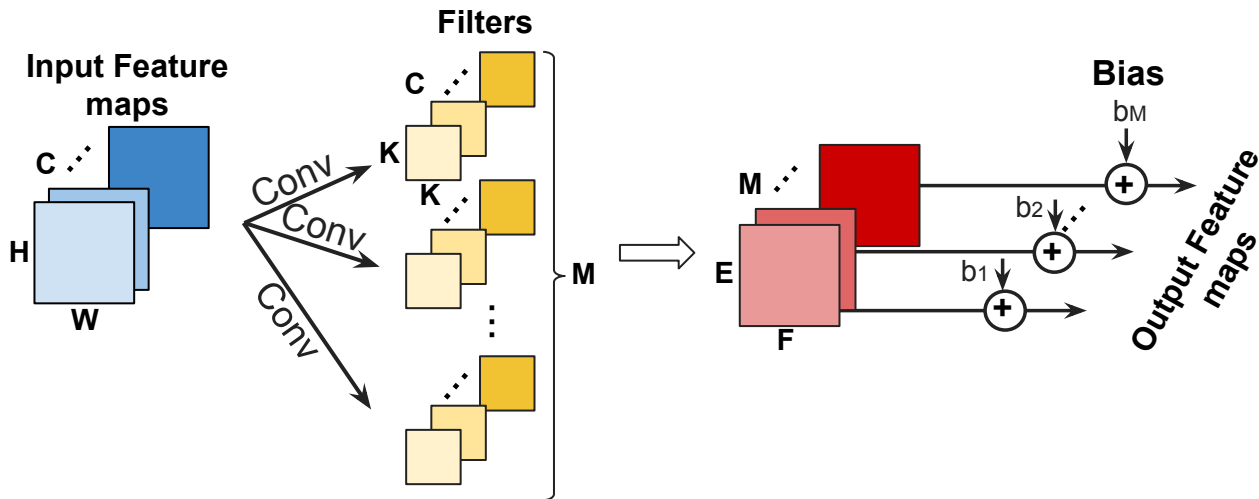 Input Feature
maps
C
H
W
Conv
Conv
Conv
Filters
C
K
K
M
M
E
F
Bias
bM
+
b2
+
b1
+
Output Feature
maps